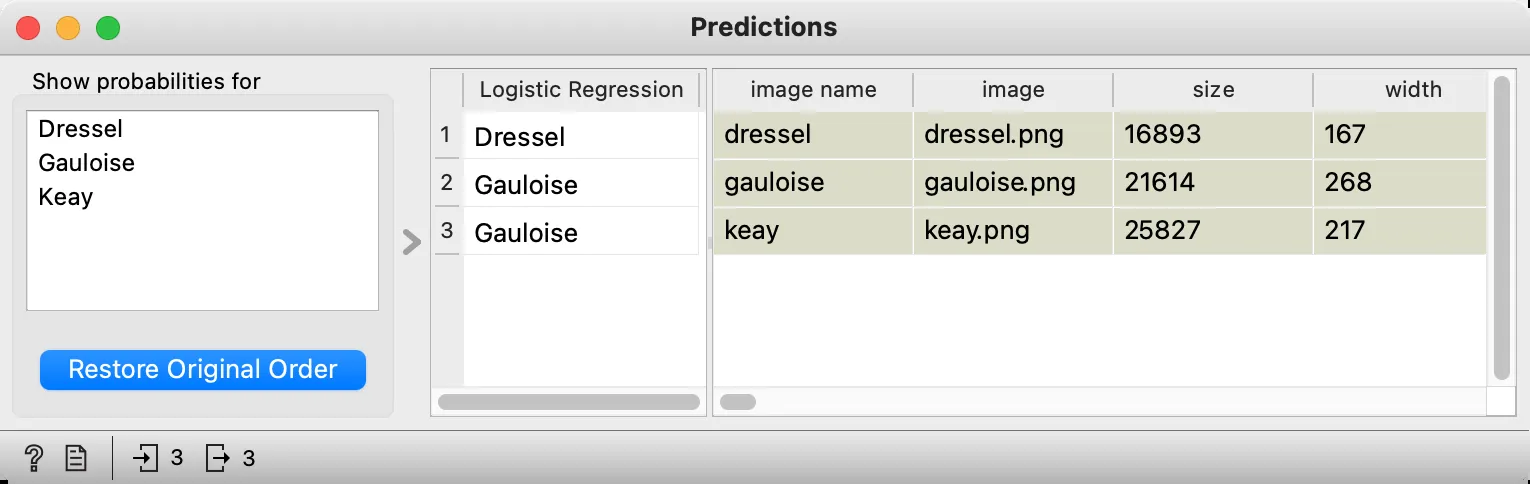 Predictions
Show probabilities for
Dressel
Gauloise
Keay
Restore Original Order
Logistic Regression
1 Dressel
2 Gauloise
3 Gauloise
image name image size width
dressel dressel.png 16893 167
gauloise gauloise.png 21614 268
keay keay.png 25827 217
? 3 3